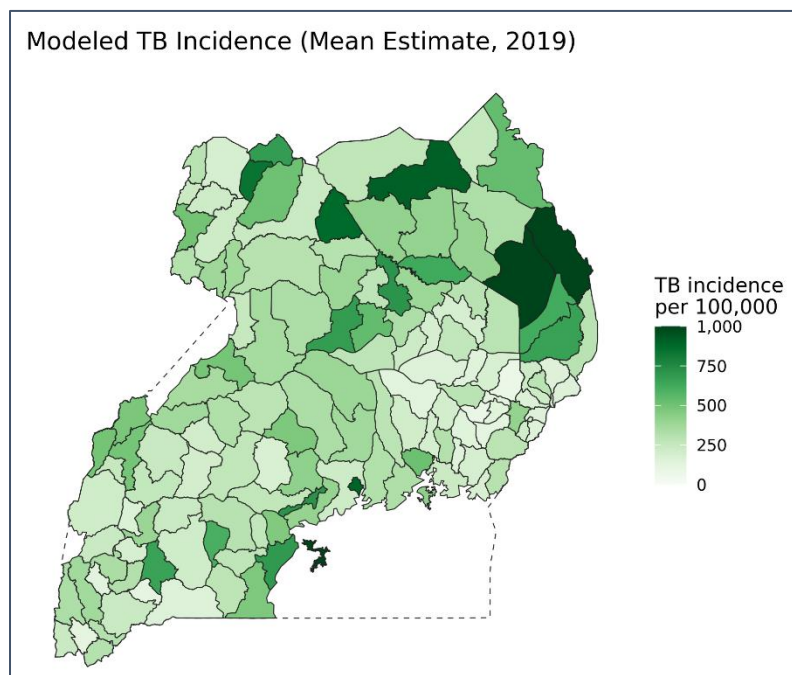 Modeled TB Incidence (Mean Estimate, 2019)
TB incidence
per 100,000
1,000
750
500
250
0